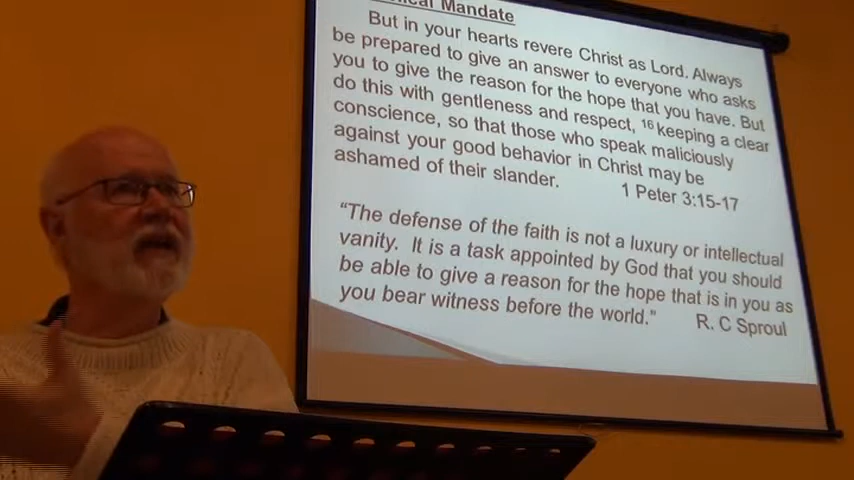 Mandate
But in your hearts revere Christ as Lord. Always
be prepared to give an answer to everyone who asks
you to give the reason for the hope that you have. But
do this with gentleness and respect, 16 keeping a clear
conscience, so that those who speak maliciously
against your good behavior in Christ may be
ashamed of their slander. 1 Peter 3:15-17
“The defense of the faith is not a luxury or intellectual
vanity. It is a task appointed by God that you should
be able to give a reason for the hope that is in you as
you bear witness before the world.” R. C Sproul